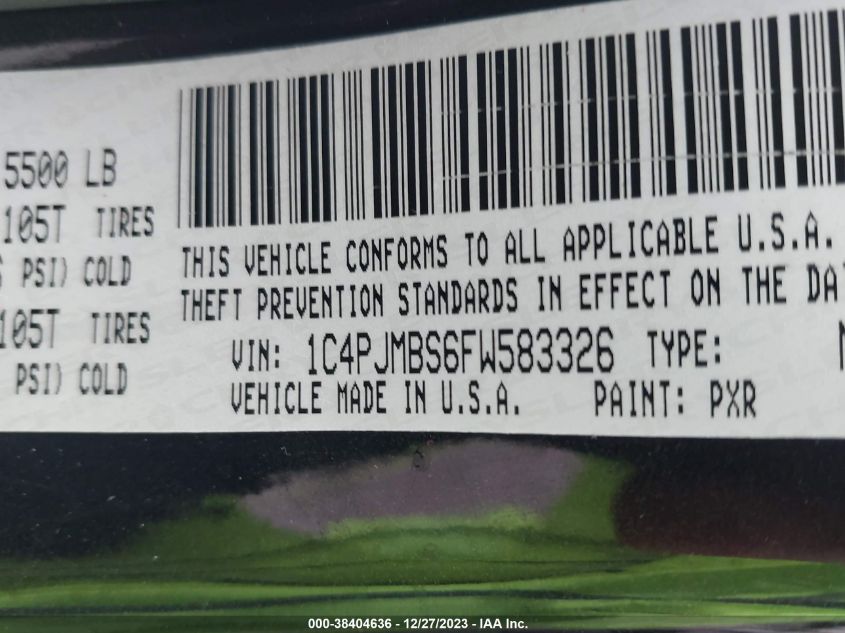 5500 LB
105T TIRES
PSI) COLD
105T TIRES
PSI) COLD
THIS VEHICLE CONFORMS TO ALL APPLICABLE U.S.A.
THEFT PREVENTION STANDARDS IN EFFECT ON THE DA
VIN: 1C4PJMBS6FW583326 TYPE:
VEHICLE MADE IN U.S.A. PAINT: PXR
000-38404636 - 12/27/2023 - IAA Inc.